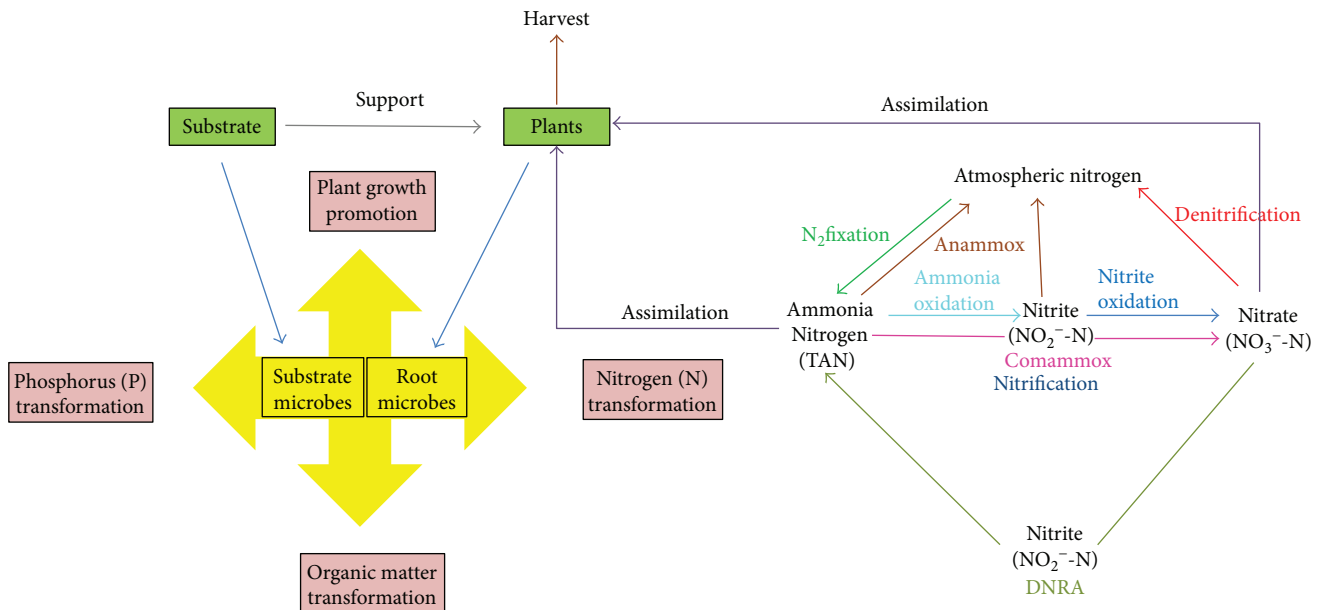 Harvest
Support
Assimilation
Substrate
Plants
Plant growth
promotion
Atmospheric nitrogen
Denitrification
N₂fixation
Anammox
Ammonia
oxidation
Nitrite
oxidation
Assimilation
Ammonia
Nitrogen
(TAN)
Nitrite
(NO₂⁻-N)
Nitrate
(NO₃⁻-N)
Comammox
Nitrification
Phosphorus (P)
transformation
Substrate
microbes
Root
microbes
Nitrogen (N)
transformation
Nitrite
(NO₂⁻-N)
DNRA
Organic matter
transformation